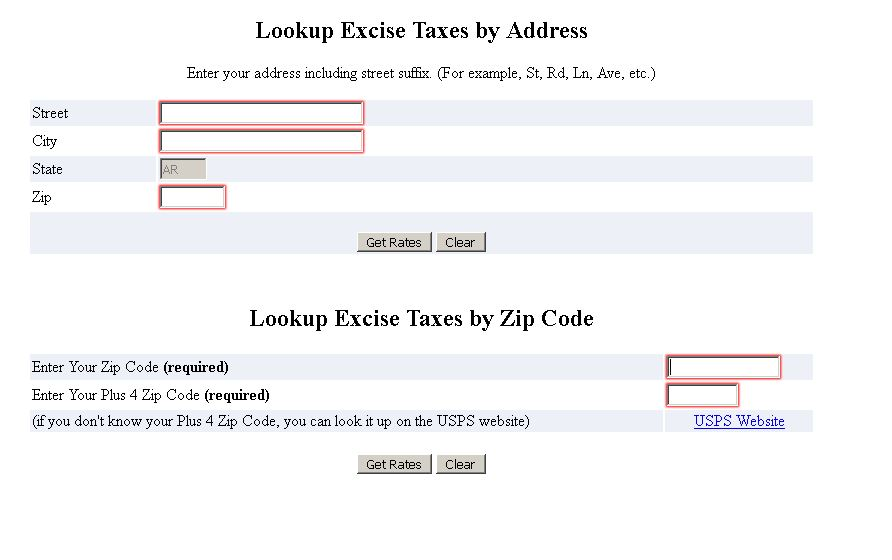 Lookup Excise Taxes by Address
Enter your address including street suffix. (For example, St, Rd, Ln, Ave, etc.)
Street
City
State AR
Zip
Get Rates Clear
Lookup Excise Taxes by Zip Code
Enter Your Zip Code (required)
Enter Your Plus 4 Zip Code (required)
(if you don't know your Plus 4 Zip Code, you can look it up on the USPS website) USPS Website
Get Rates Clear